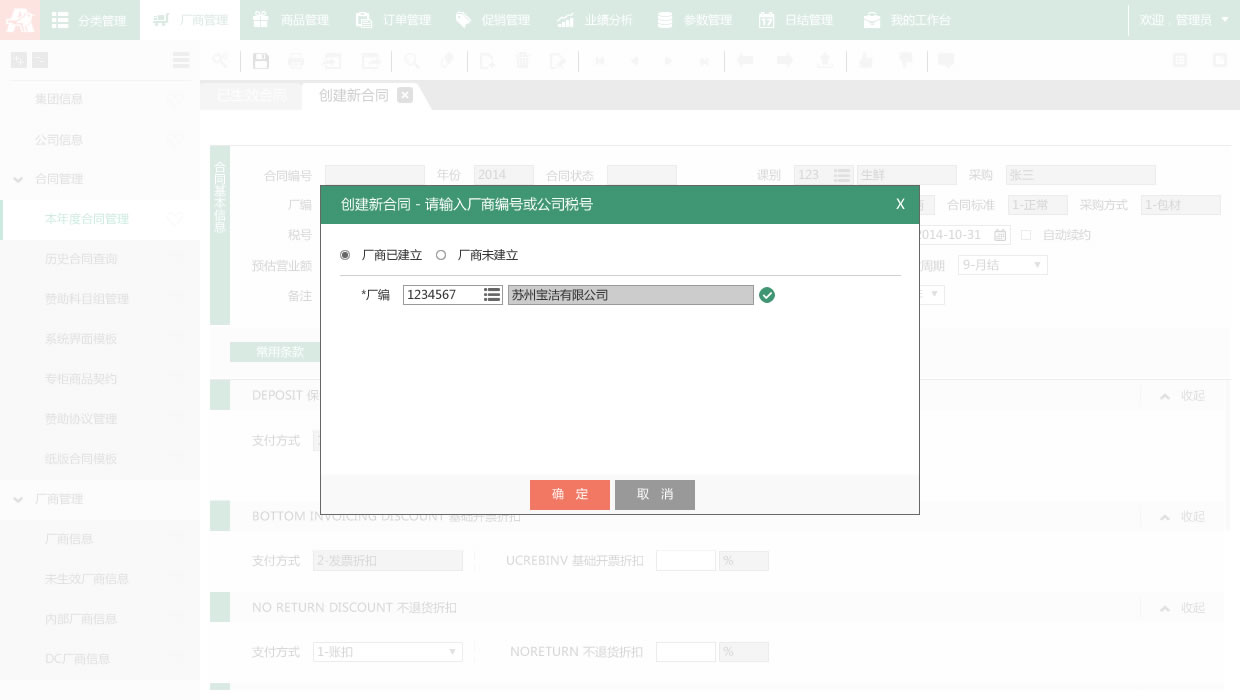 分类管理 厂商管理 商品管理 订单管理 促销管理 业绩分析 参数管理 日结管理 我的工作台 欢迎，管理员
已生效合同 创建新合同
集团信息
公司信息
合同管理
本年度合同管理
历史合同查询
赞助科目组管理
系统界面模板
专柜商品契约
赞助协议管理
纸版合同模板
厂商管理
厂商信息
未生效厂商信息
内部厂商信息
DC厂商信息
合同基本信息
合同编号 年份 2014 合同状态 课别 123 生鲜 采购 张三
厂编 合同标准 1-正常 采购方式 1-包材
税号 2014-10-31 自动续约
预估营业额 周期 9-月结
备注
创建新合同 - 请输入厂商编号或公司税号 X
厂商已建立 厂商未建立
*厂编 1234567 苏州宝洁有限公司
确 定 取 消
常用条款
DEPOSIT 保 收起
支付方式
BOTTOM INVOICING DISCOUNT 基础开票折扣 收起
支付方式 2-发票折扣 UCREBINV 基础开票折扣 %
NO RETURN DISCOUNT 不退货折扣 收起
支付方式 1-账扣 NORETURN 不退货折扣 %